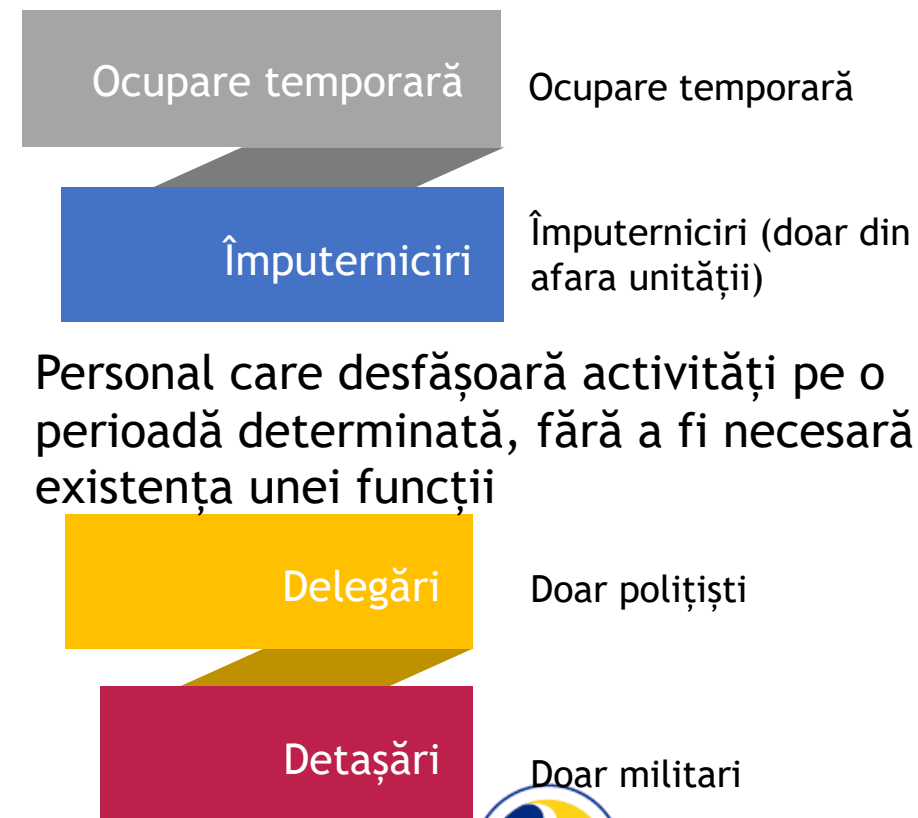 Ocupare temporară
Ocupare temporară
Împuterniciri
Împuterniciri (doar din
afara unității)
Personal care desfășoară activități pe o
perioadă determinată, fără a fi necesară
existența unei funcții
Delegări
Doar polițiști
Detașări
Doar militari